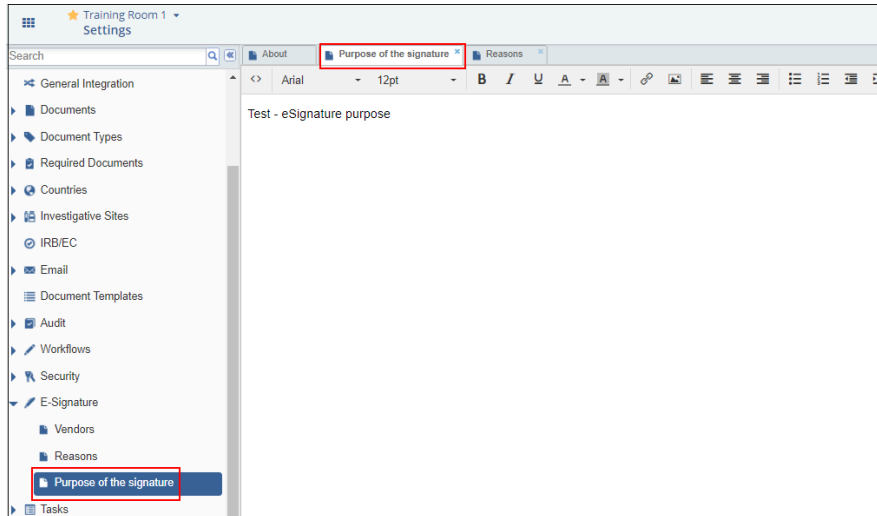 Training Room 1
Settings
Search
General Integration
Documents
Document Types
Required Documents
Countries
Investigative Sites
IRB/EC
Email
Document Templates
Audit
Workflows
Security
E-Signature
Vendors
Reasons
Purpose of the signature
Tasks
About
Purpose of the signature
Reasons
Arial 12pt B I U A A
Test - eSignature purpose